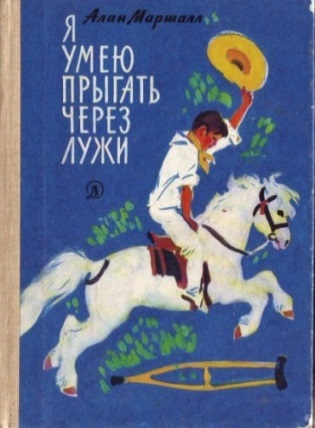 Алан Маршалл
Я
УМЕЮ
ПРЫГАТЬ
ЧЕРЕЗ
ЛУЖИ
Д